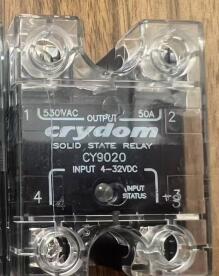 1 530VAC OUTPUT 50A 2
crydom
SOLID STATE RELAY
CY9020
INPUT 4-32VDC
4 INPUT STATUS +3